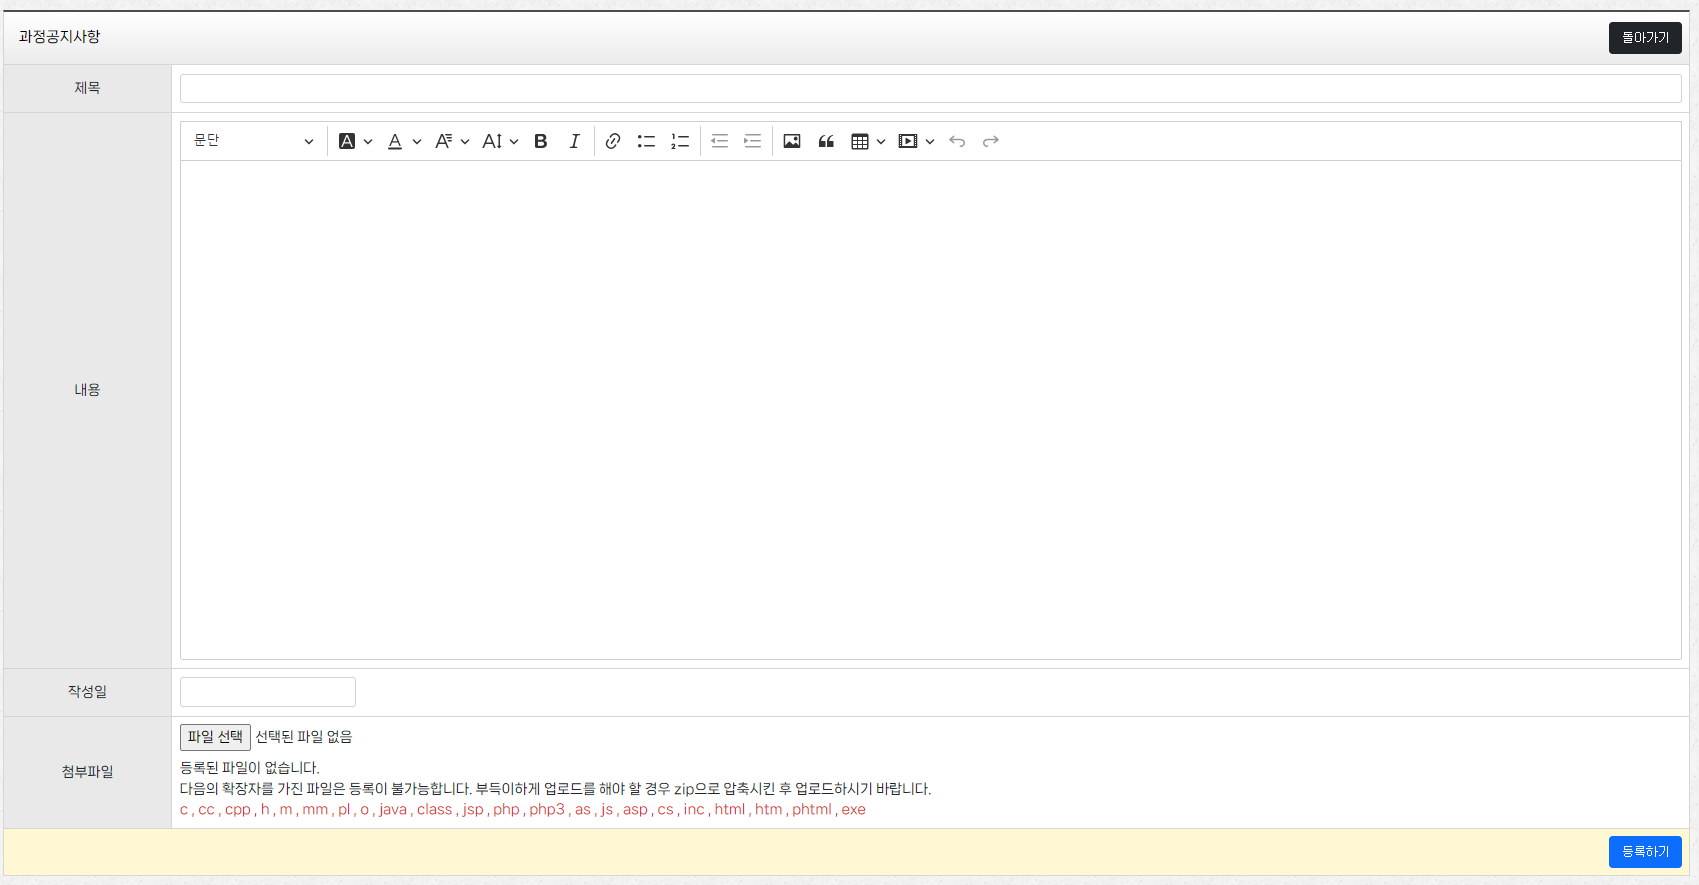 과정공지사항
돌아가기
제목
문단
내용
작성일
첨부파일
파일 선택 선택된 파일 없음
등록된 파일이 없습니다.
다음의 확장자를 가진 파일은 등록이 불가능합니다. 부득이하게 업로드를 해야 할 경우 zip으로 압축시킨 후 업로드하시기 바랍니다.
c , cc , cpp , h , m , mm , pl , o , java , class , jsp , php , php3 , as , js , asp , cs , inc , html , htm , phtml , exe
등록하기